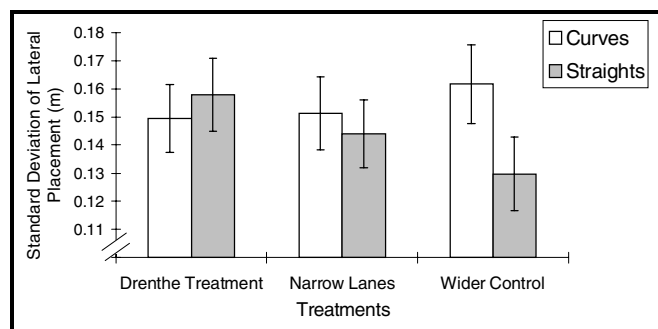 Standard Deviation of Lateral
Placement (m)
0.18
0.17
0.16
0.15
0.14
0.13
0.12
0.11
Curves
Straights
Drenthe Treatment
Narrow Lanes
Wider Control
Treatments